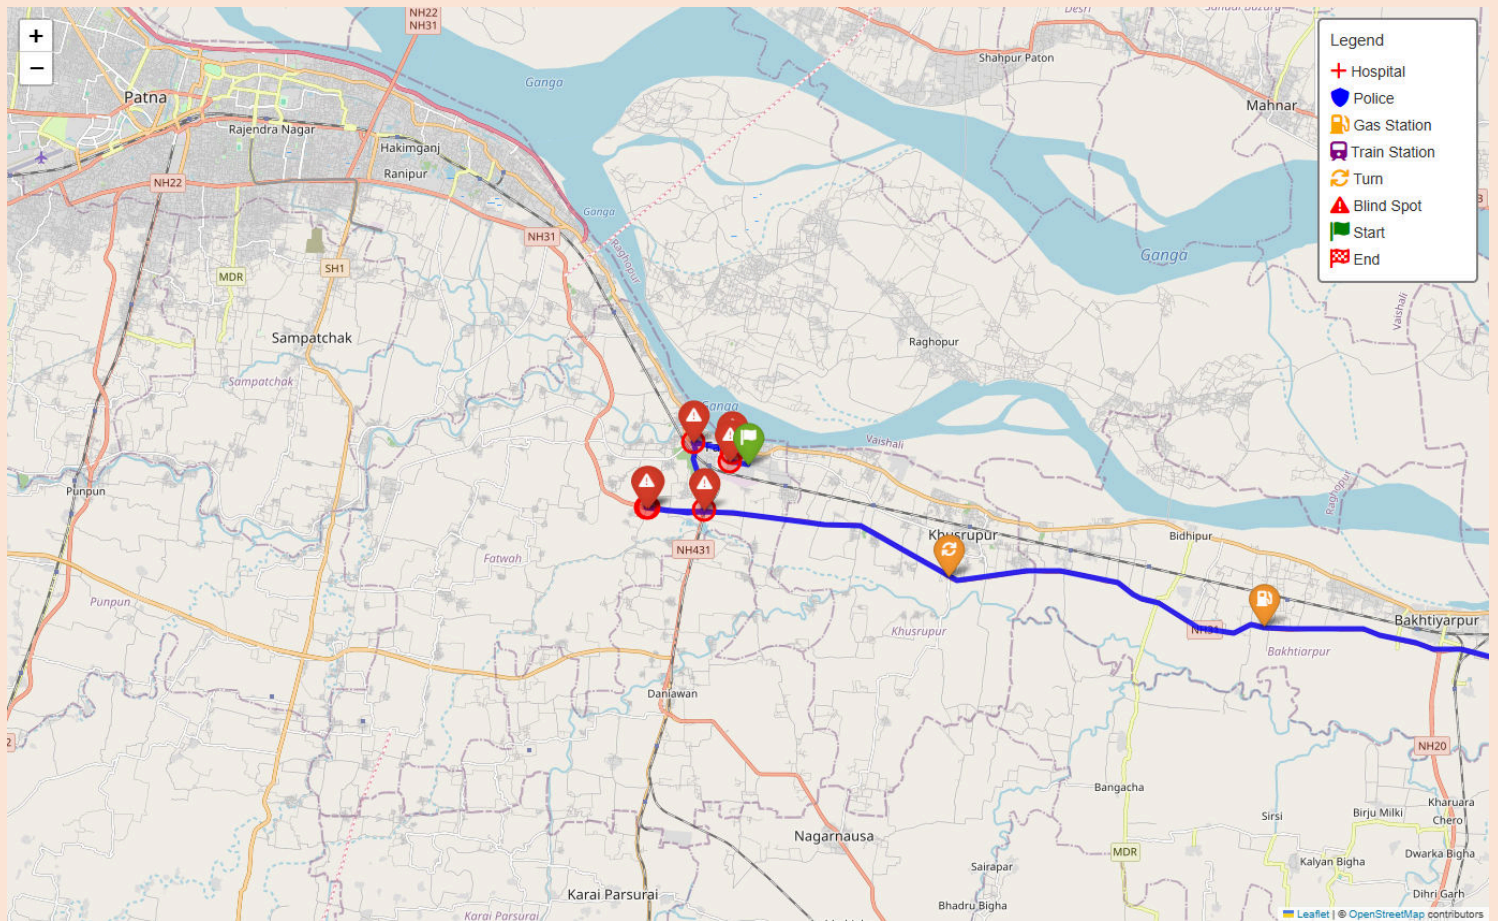 +
−
NH22
NH31
Desri
Ganga
Shahpur Paton
Mahnar
Patna
Rajendra Nagar
Hakimganj
Ranipur
NH22
NH31
Ganga
Raghopur
SH1
MDR
Ganga
Vaishali
Sampatchak
Sampatchak
Raghopur
Ganga
Vaishali
Raghopur
Punpun
Fatwah
NH431
Khusrupur
Bidhipur
Punpun
Khusrupur
NH31
Bakhtiyarpur
Bakhtiarpur
Daniawan
NH20
Bangacha
Nagarnausa
MDR
Sirsi
Birju Milki
Kharuara
Chero
Kalyan Bigha
Dwarka Bigha
Sairapar
Karai Parsurai
Karai Parsurai
Bhadru Bigha
Dihri Garh
Legend
Hospital
Police
Gas Station
Train Station
Turn
Blind Spot
Start
End
Leaflet | © OpenStreetMap contributors